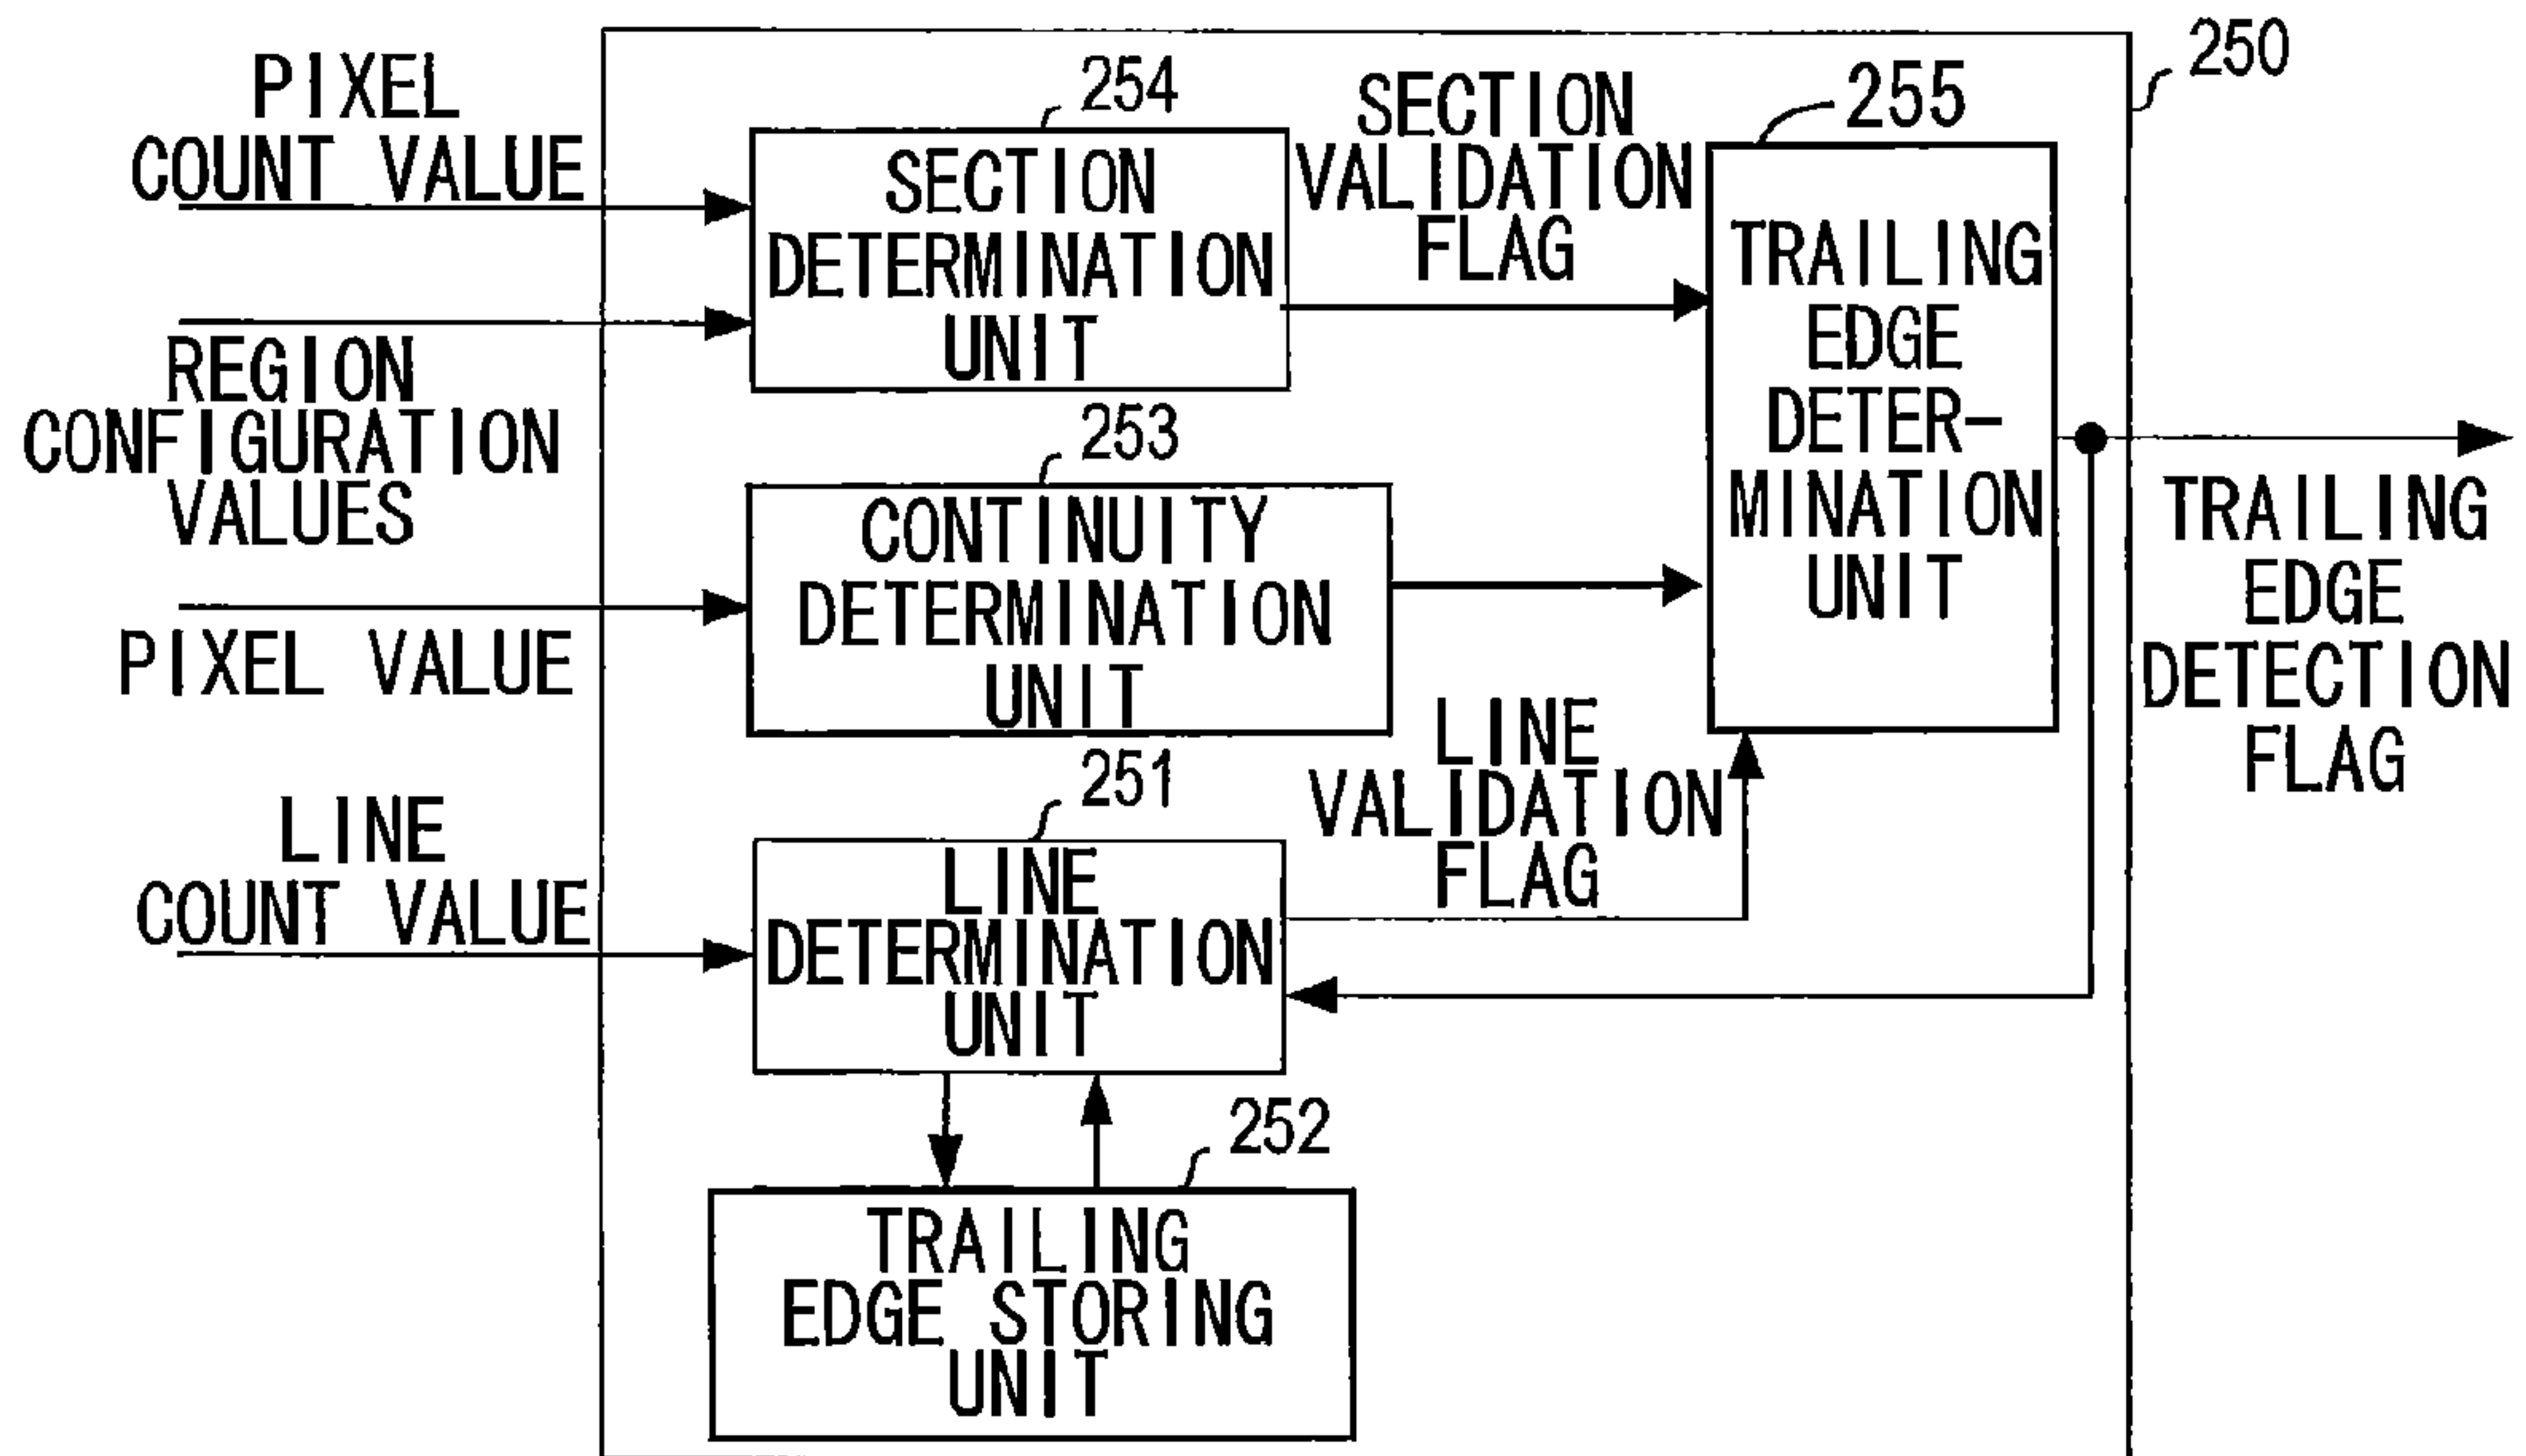 250
PIXEL
COUNT VALUE
REGION
CONFIGURATION
VALUES
PIXEL VALUE
LINE
COUNT VALUE
254
SECTION
DETERMINATION
UNIT
SECTION
VALIDATION
FLAG
253
CONTINUITY
DETERMINATION
UNIT
251
LINE
DETERMINATION
UNIT
LINE
VALIDATION
FLAG
252
TRAILING
EDGE STORING
UNIT
255
TRAILING
EDGE
DETER-
MINATION
UNIT
TRAILING
EDGE
DETECTION
FLAG